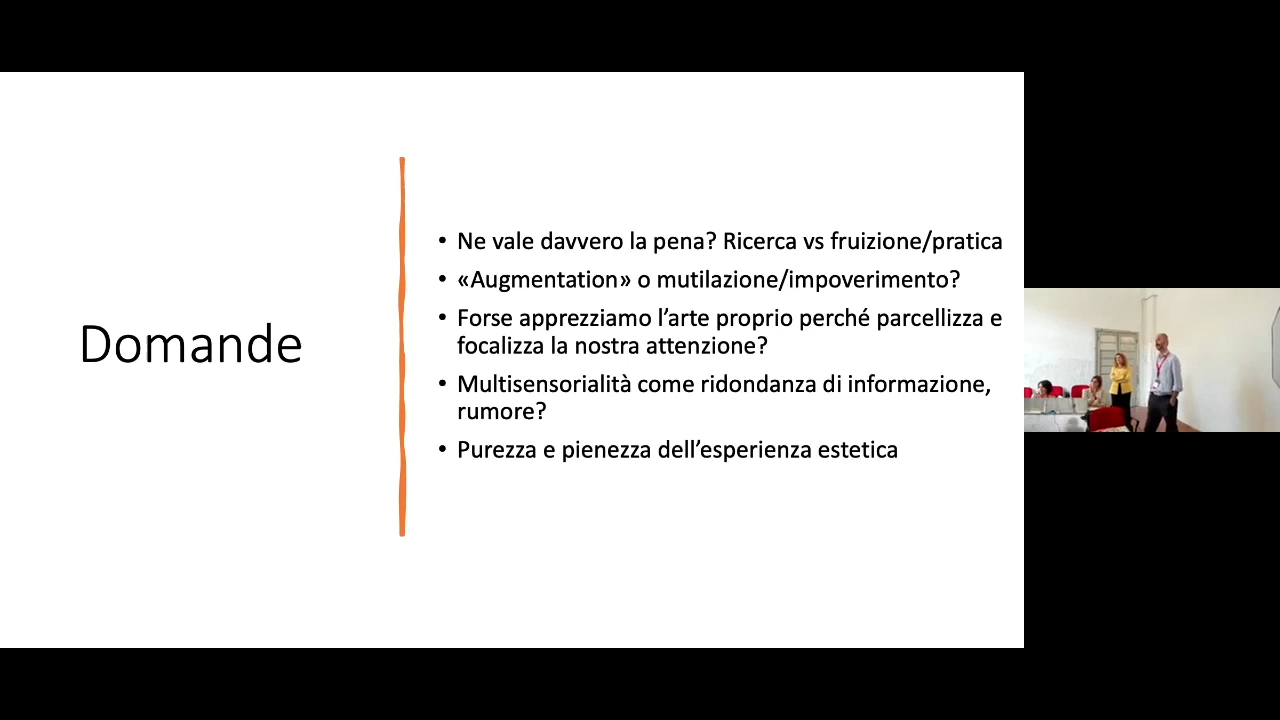 Domande
• Ne vale davvero la pena? Ricerca vs fruizione/pratica
• «Augmentation» o mutilazione/impoverimento?
• Forse apprezziamo l’arte proprio perché parcellizza e
focalizza la nostra attenzione?
• Multisensorialità come ridondanza di informazione,
rumore?
• Purezza e pienezza dell’esperienza estetica